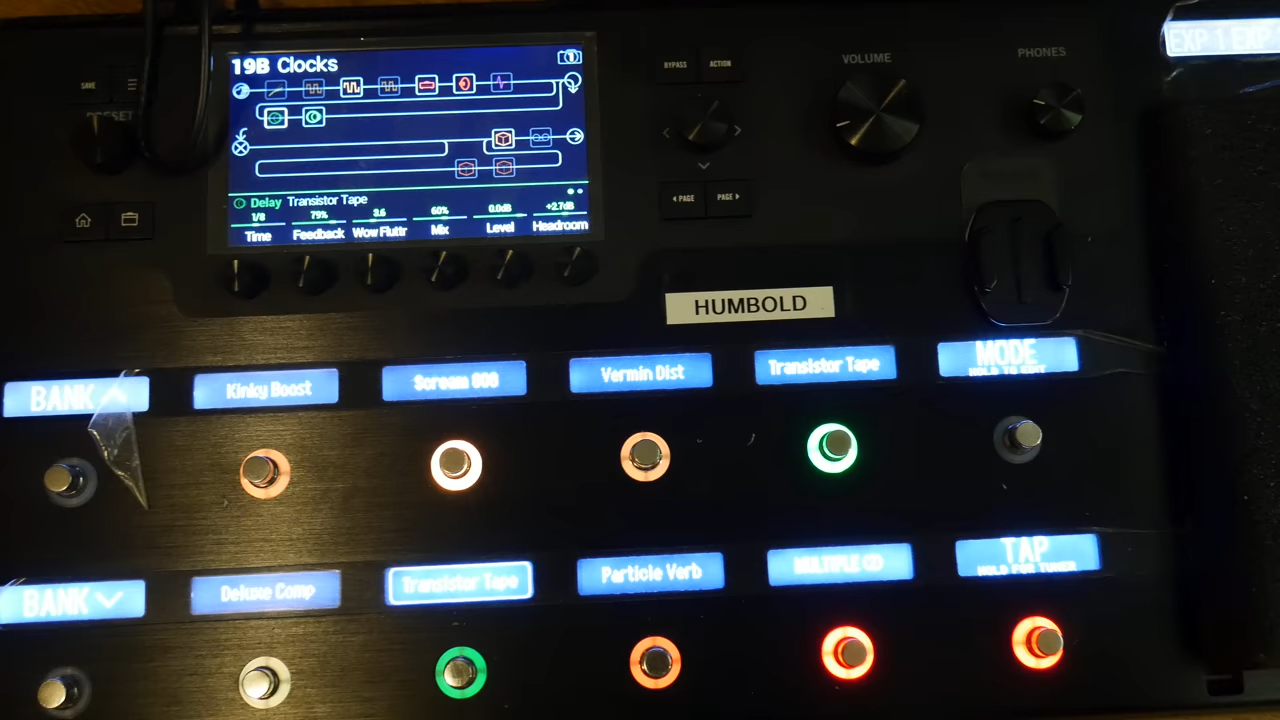 EXP 1 EXP
19B Clocks
SAVE
PRESET
BYPASS
ACTION
VOLUME
PHONES
PAGE
PAGE
Delay Transistor Tape
1/8 79% 3.6 60% 0.0dB +2.7dB
Time Feedback Wow Fluttr Mix Level Headroom
HUMBOLD
BANK
Kinky Boost
Scream 808
Vermin Dist
Transistor Tape
MODE
HOLD TO EDIT
BANK
Deluxe Comp
Transistor Tape
Particle Verb
MULTIPLE (2)
TAP
HOLD FOR TUNER